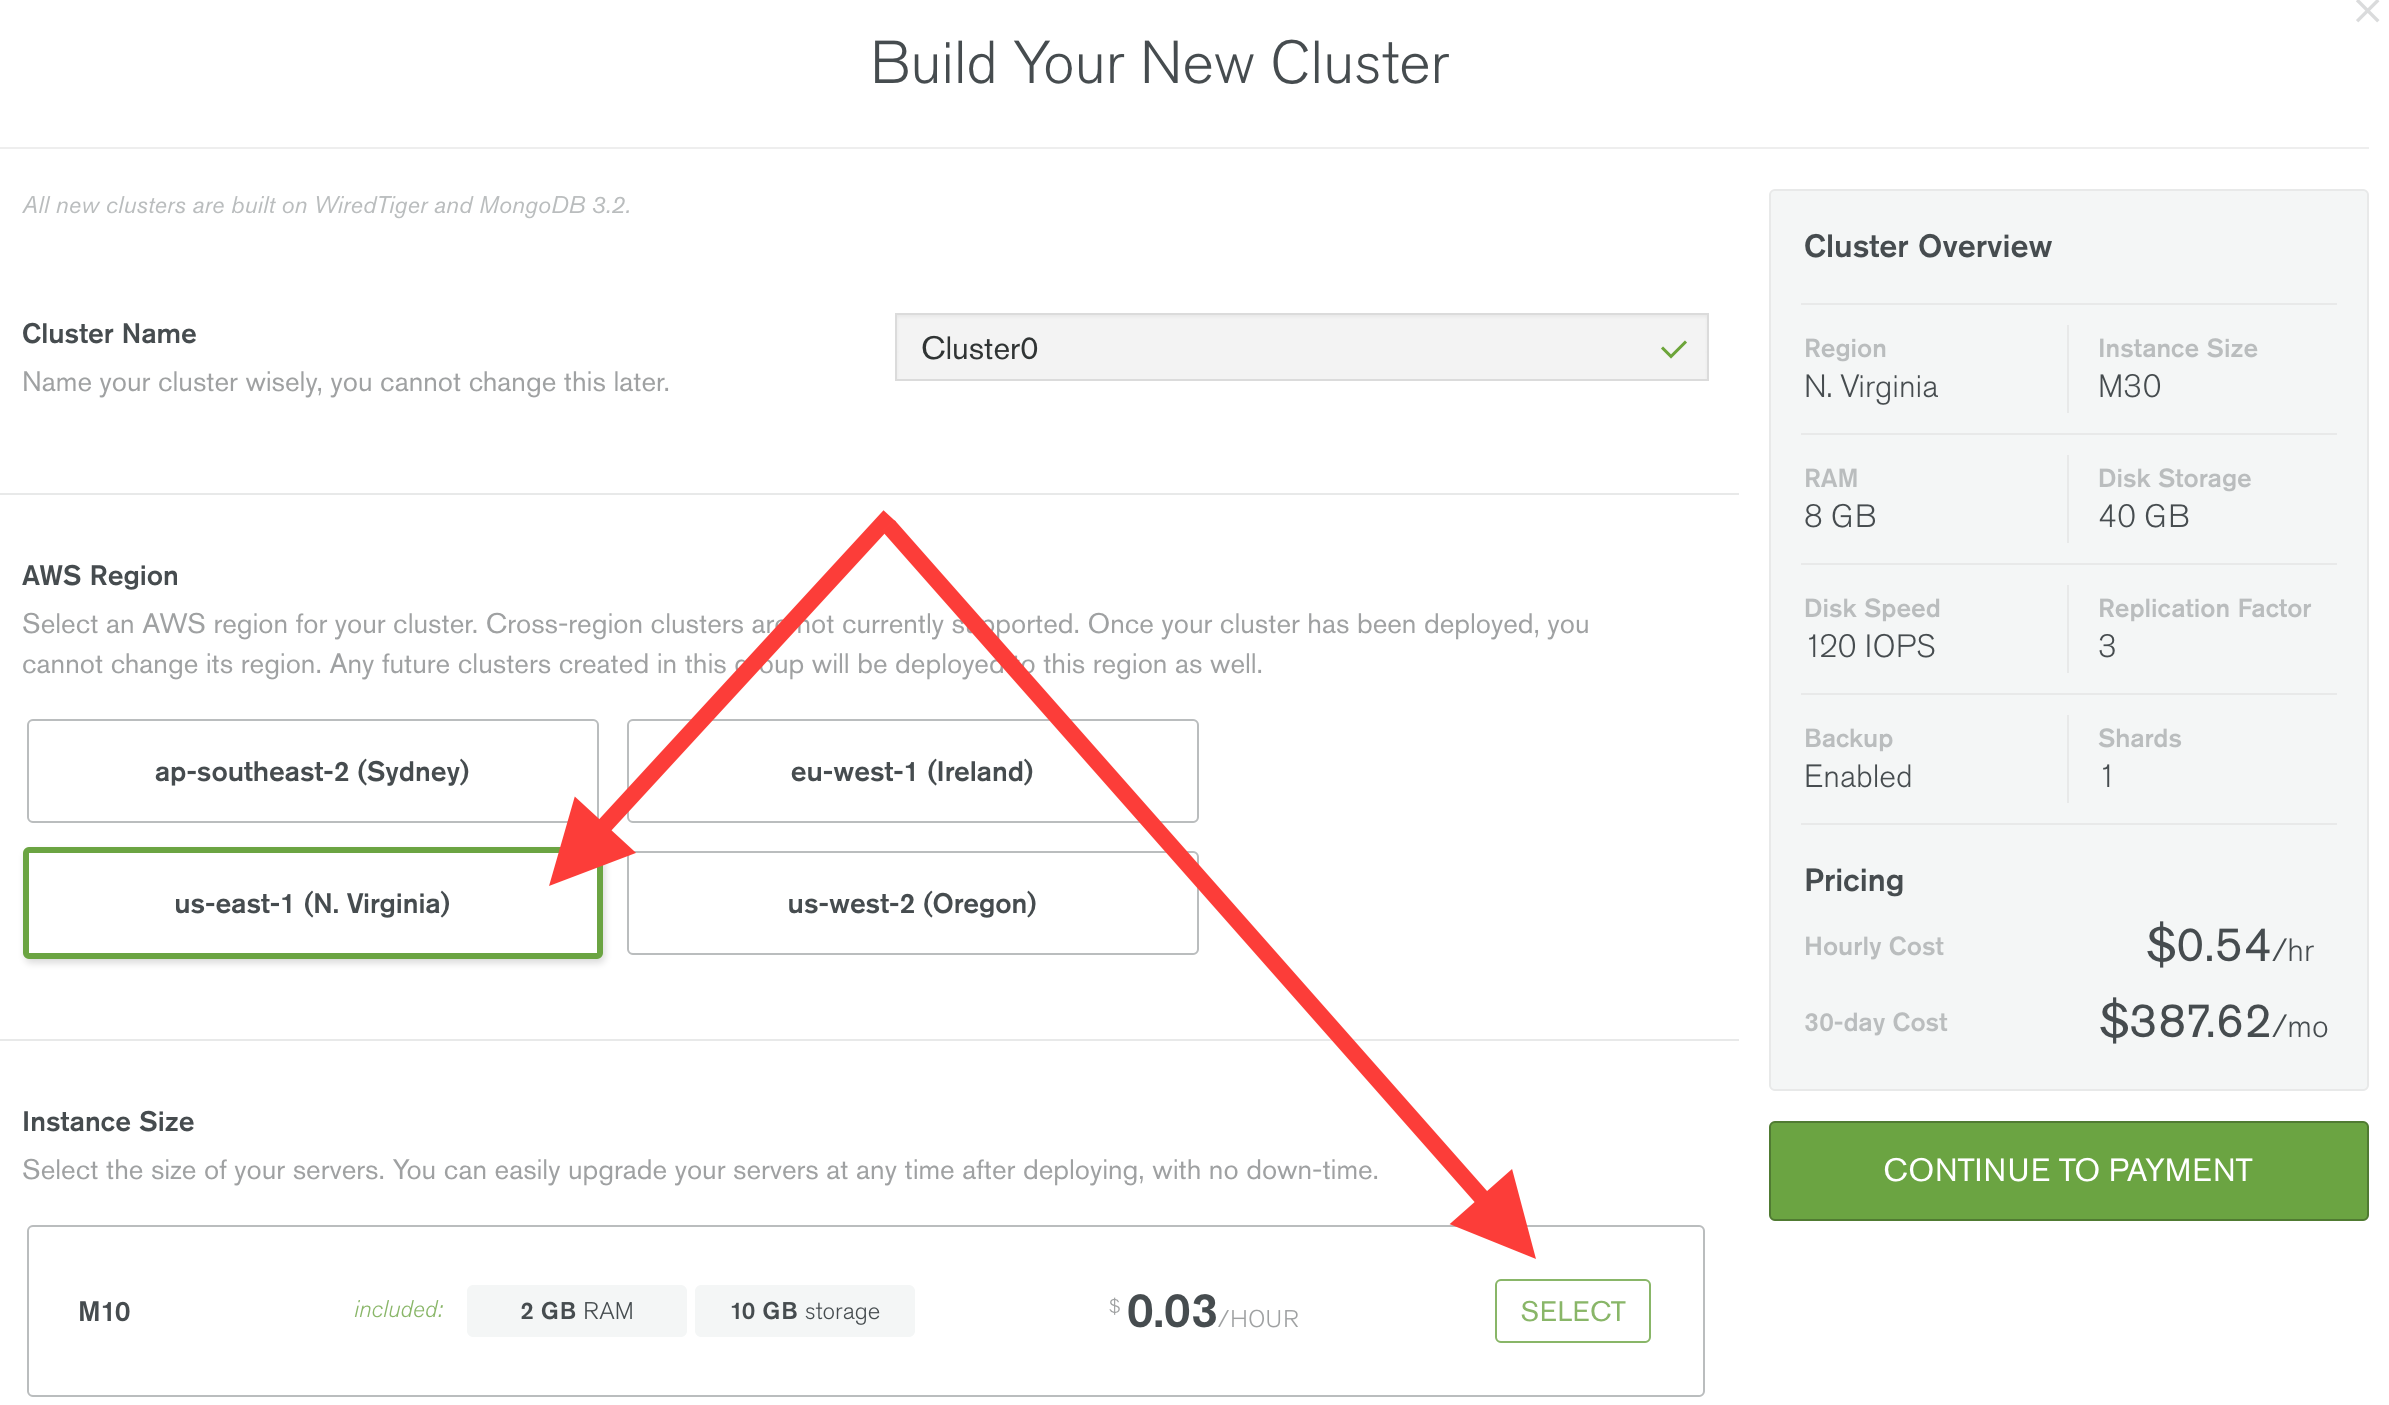 Build Your New Cluster
All new clusters are built on WiredTiger and MongoDB 3.2.
Cluster Name
Name your cluster wisely, you cannot change this later.
Cluster0
AWS Region
Select an AWS region for your cluster. Cross-region clusters are not currently supported. Once your cluster has been deployed, you
cannot change its region. Any future clusters created in this group will be deployed to this region as well.
ap-southeast-2 (Sydney)
eu-west-1 (Ireland)
us-east-1 (N. Virginia)
us-west-2 (Oregon)
Instance Size
Select the size of your servers. You can easily upgrade your servers at any time after deploying, with no down-time.
M10
included:
2 GB RAM
10 GB storage
$0.03/HOUR
SELECT
Cluster Overview
Region
N. Virginia
Instance Size
M30
RAM
8 GB
Disk Storage
40 GB
Disk Speed
120 IOPS
Replication Factor
3
Backup
Enabled
Shards
1
Pricing
Hourly Cost
$0.54/hr
30-day Cost
$387.62/mo
CONTINUE TO PAYMENT